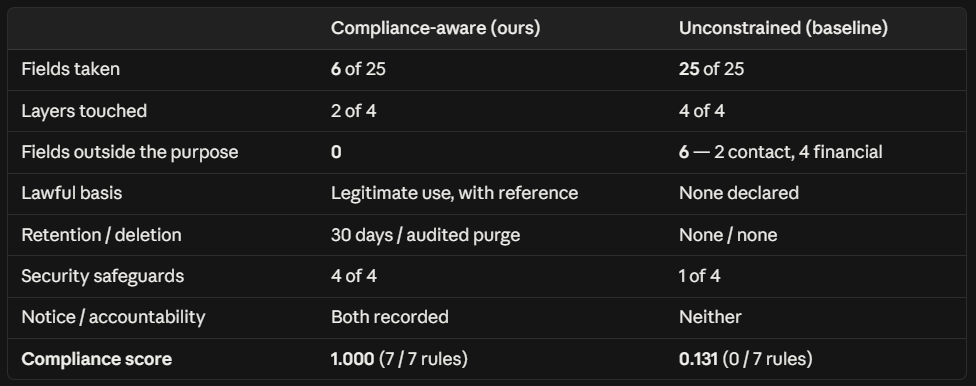 Compliance-aware (ours) Unconstrained (baseline)
Fields taken 6 of 25 25 of 25
Layers touched 2 of 4 4 of 4
Fields outside the purpose 0 6 — 2 contact, 4 financial
Lawful basis Legitimate use, with reference None declared
Retention / deletion 30 days / audited purge None / none
Security safeguards 4 of 4 1 of 4
Notice / accountability Both recorded Neither
Compliance score 1.000 (7 / 7 rules) 0.131 (0 / 7 rules)